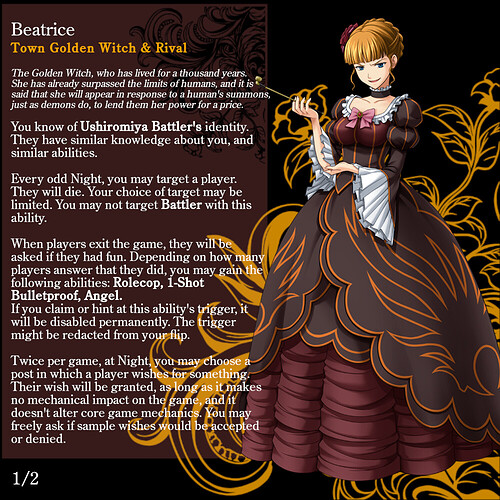 Beatrice
Town Golden Witch & Rival
The Golden Witch, who has lived for a thousand years.
She has already surpassed the limits of humans, and it is
said that she will appear in response to a human's summons,
just as demons do, to lend them her power for a price.
You know of Ushiromiya Battler's identity.
They have similar knowledge about you, and
similar abilities.
Every odd Night, you may target a player.
They will die. Your choice of target may be
limited. You may not target Battler with this
ability.
When players exit the game, they will be
asked if they had fun. Depending on how many
players answer that they did, you may gain the
following abilities: Rolecop, 1-Shot
Bulletproof, Angel.
If you claim or hint at this ability's trigger, it
will be disabled permanently. The trigger
might be redacted from your flip.
Twice per game, at Night, you may choose a
post in which a player wishes for something.
Their wish will be granted, as long as it makes
no mechanical impact on the game, and it
doesn't alter core game mechanics. You may
freely ask if sample wishes would be accepted
or denied.
1/2